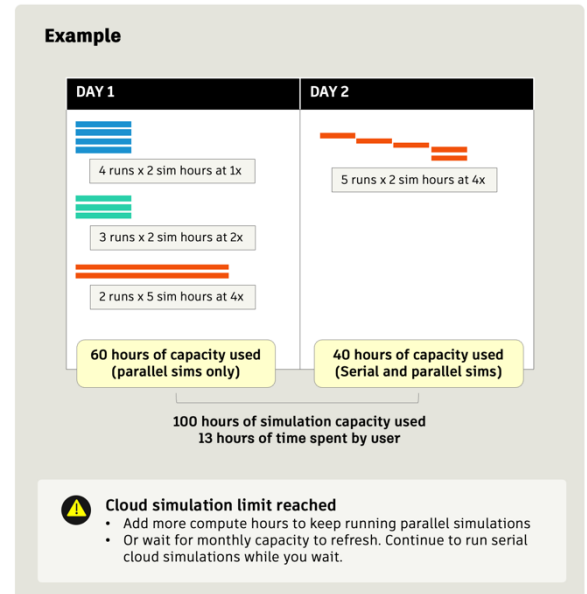 Example
DAY 1
DAY 2
4 runs x 2 sim hours at 1x
5 runs x 2 sim hours at 4x
3 runs x 2 sim hours at 2x
2 runs x 5 sim hours at 4x
60 hours of capacity used
(parallel sims only)
40 hours of capacity used
(Serial and parallel sims)
100 hours of simulation capacity used
13 hours of time spent by user
Cloud simulation limit reached
• Add more compute hours to keep running parallel simulations
• Or wait for monthly capacity to refresh. Continue to run serial
cloud simulations while you wait.